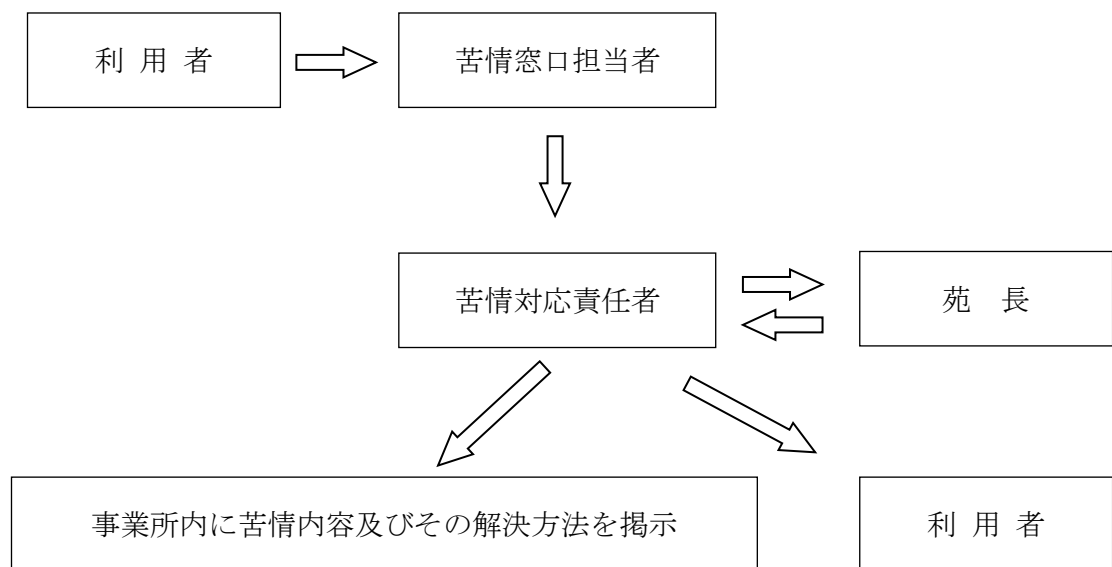 利 用 者
苦情窓口担当者
苦情対応責任者
苑　長
事業所内に苦情内容及びその解決方法を掲示
利 用 者